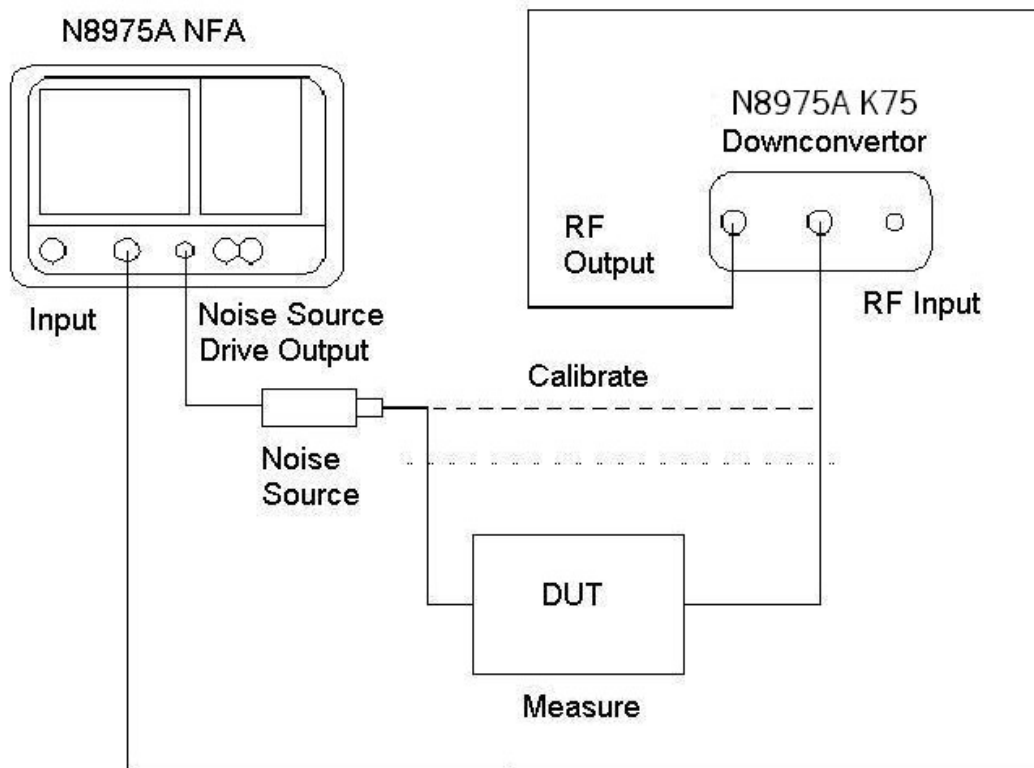 N8975A NFA
N8975A K75
Downconvertor
RF
Output
RF Input
Input
Noise Source
Drive Output
Calibrate
Noise
Source
DUT
Measure